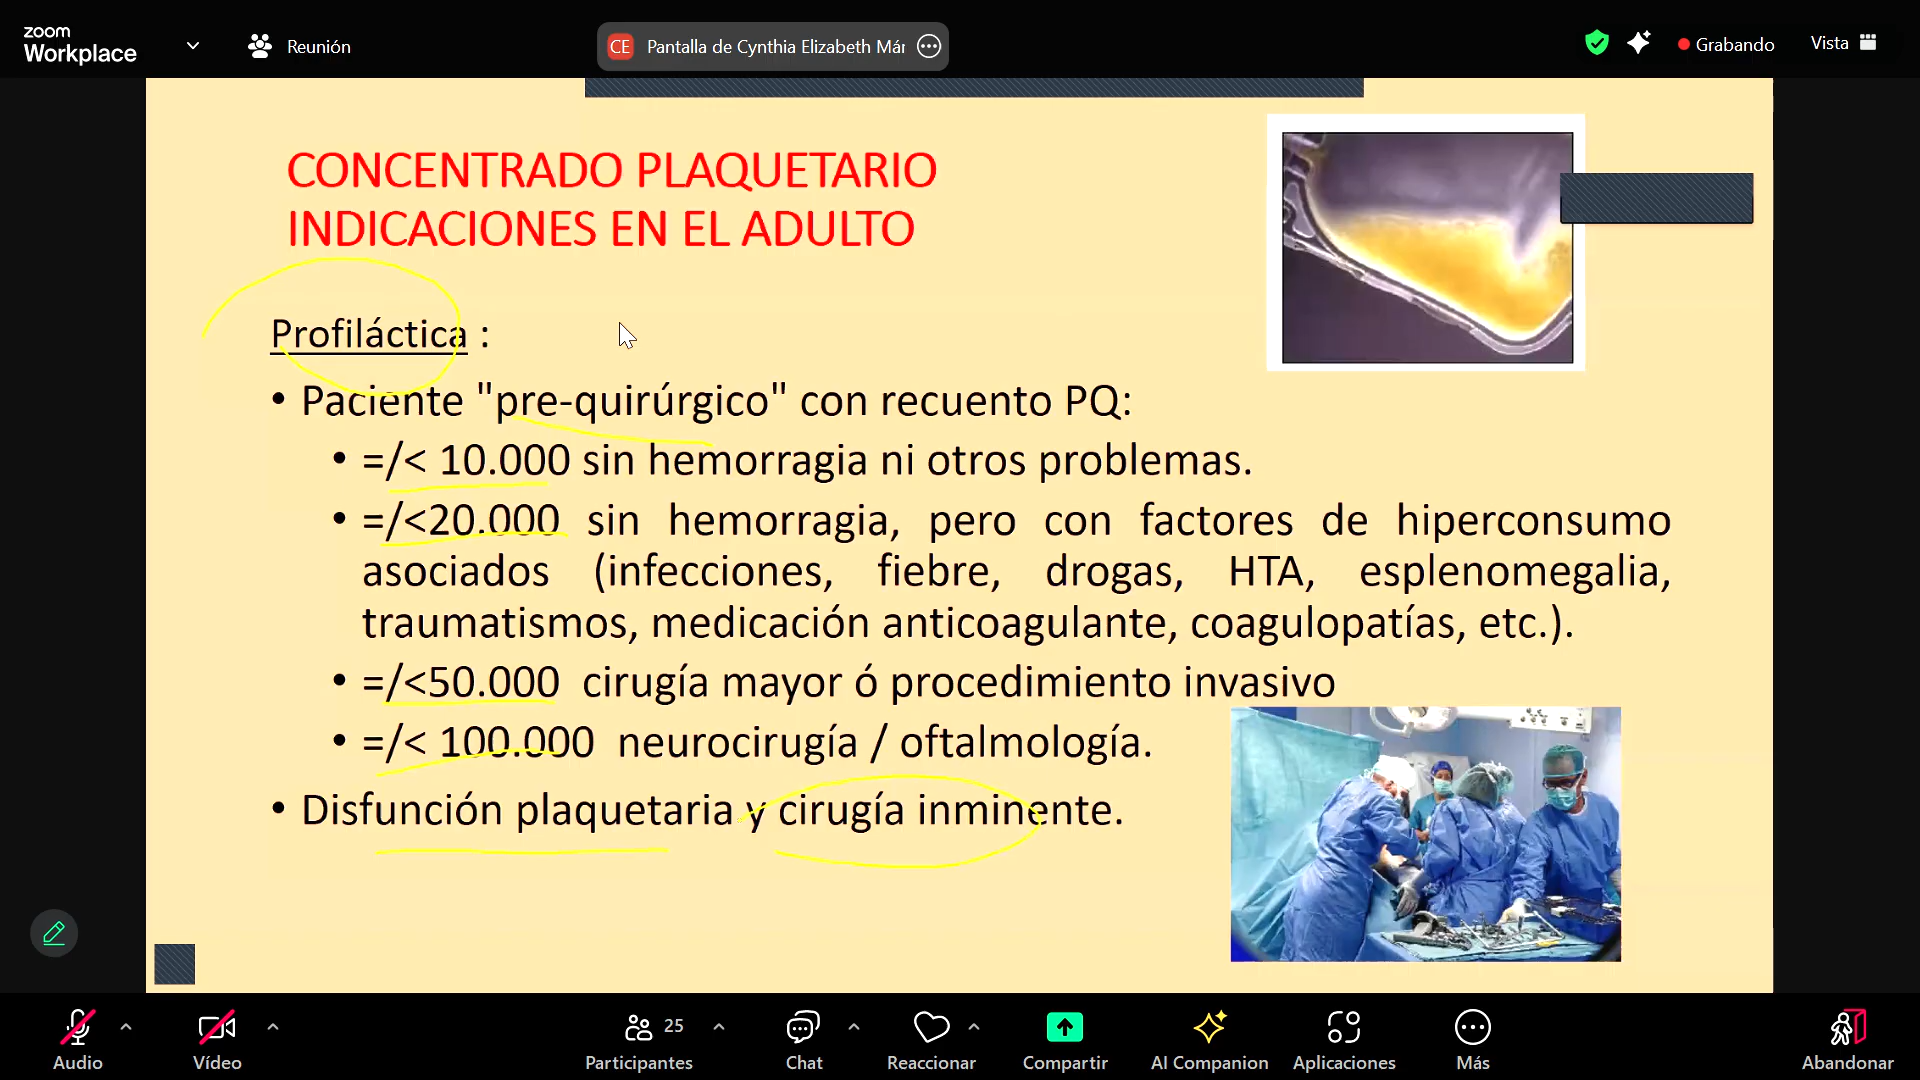 zoom
Workplace
Reunión
CE Pantalla de Cynthia Elizabeth Már
Grabando
Vista
CONCENTRADO PLAQUETARIO
INDICACIONES EN EL ADULTO
Profiláctica :
• Paciente "pre-quirúrgico" con recuento PQ:
• =/< 10.000 sin hemorragia ni otros problemas.
• =/<20.000 sin hemorragia, pero con factores de hiperconsumo
asociados (infecciones, fiebre, drogas, HTA, esplenomegalia,
traumatismos, medicación anticoagulante, coagulopatías, etc.).
• =/<50.000 cirugía mayor ó procedimiento invasivo
• =/< 100.000 neurocirugía / oftalmología.
• Disfunción plaquetaria y cirugía inminente.
Audio
Vídeo
25
Participantes
Chat
Reaccionar
Compartir
AI Companion
Aplicaciones
Más
Abandonar